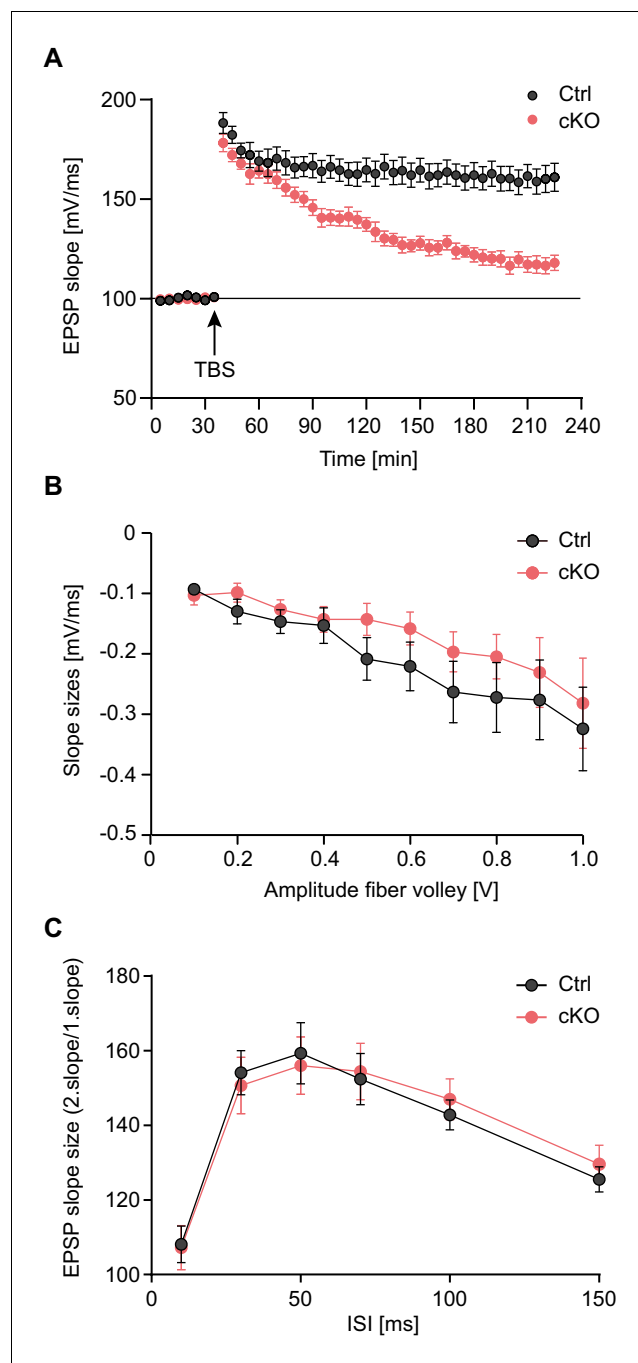 A
Ctrl
cKO
EPSP slope [mV/ms]
200
150
100
50
TBS
0 30 60 90 120 150 180 210 240
Time [min]
B
Ctrl
cKO
Slope sizes [mV/ms]
0
-0.1
-0.2
-0.3
-0.4
-0.5
0 0.2 0.4 0.6 0.8 1.0
Amplitude fiber volley [V]
C
Ctrl
cKO
EPSP slope size (2.slope/1.slope)
180
160
140
120
100
0 50 100 150
ISI [ms]